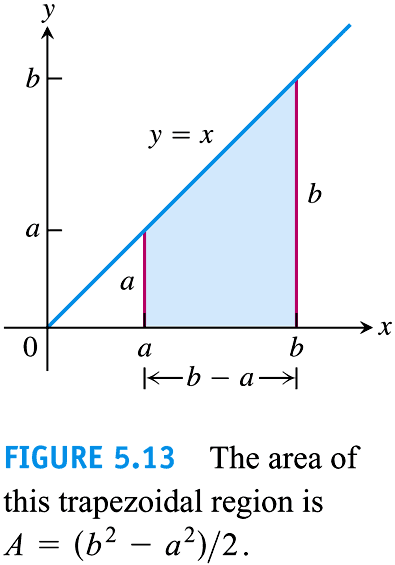 y
b
y = x
b
a
a
0
a
b
x
b − a
FIGURE 5.13 The area of
this trapezoidal region is
A = (b² − a²)/2.